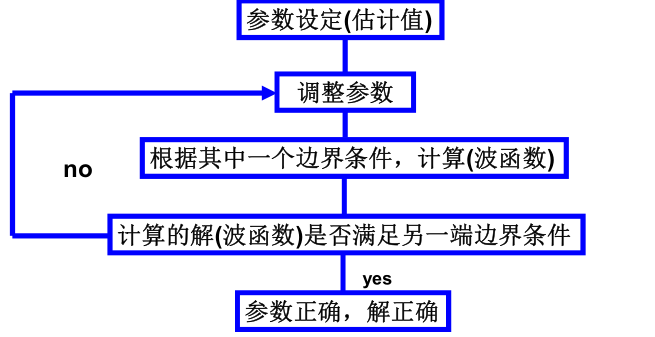 参数设定(估计值)
调整参数
根据其中一个边界条件，计算(波函数)
no
计算的解(波函数)是否满足另一端边界条件
yes
参数正确，解正确